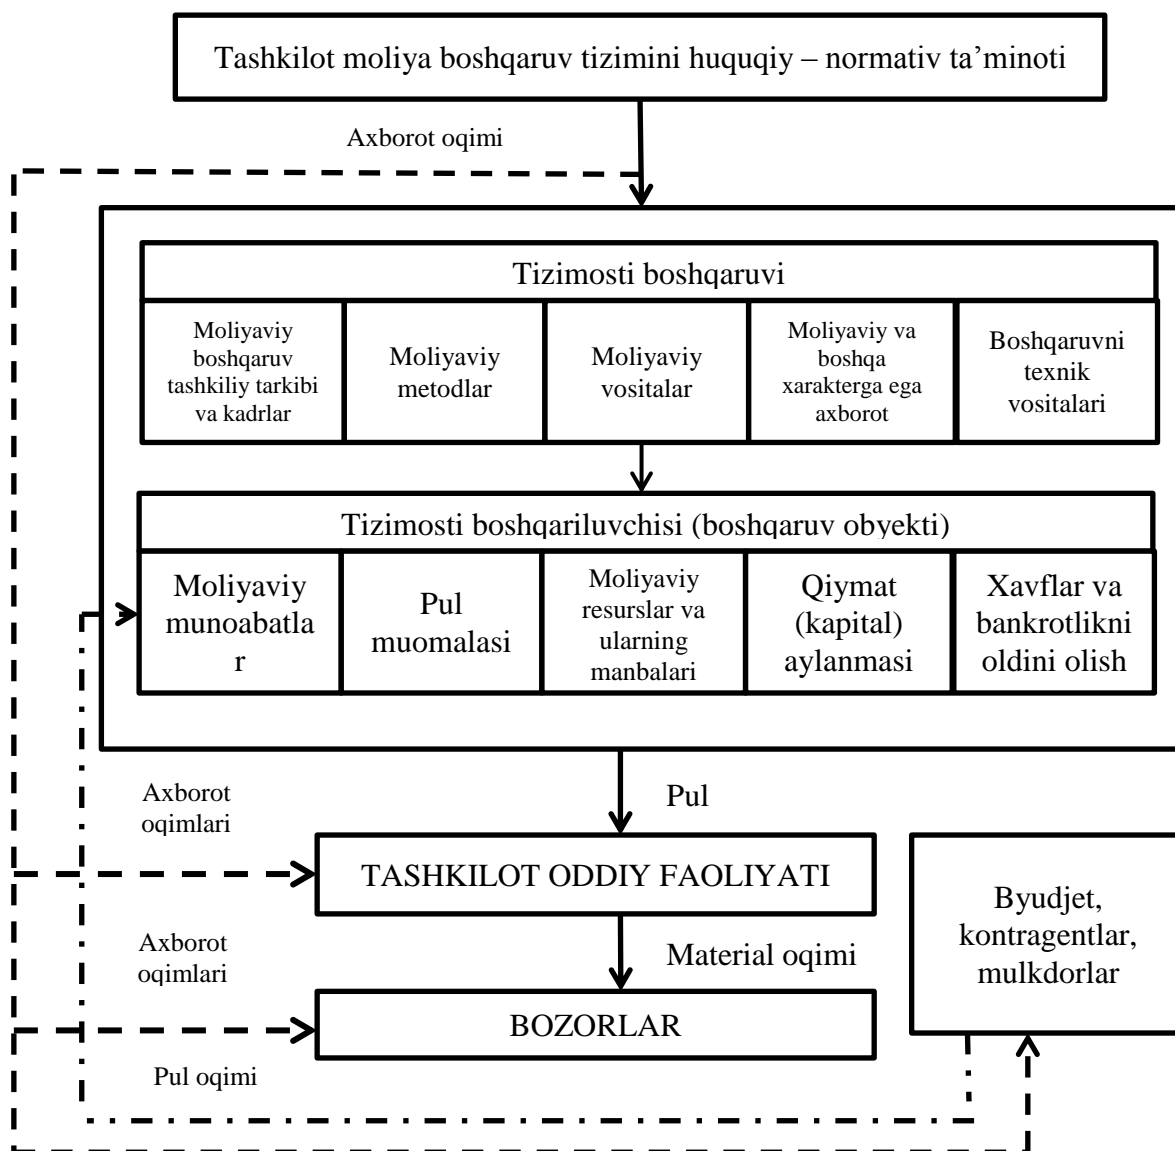 Tashkilot moliya boshqaruv tizimini huquqiy – normativ ta’minoti
Axborot oqimi
Tizimosti boshqaruvi
Moliyaviy
boshqaruv
tashkiliy tarkibi
va kadrlar
Moliyaviy
metodlar
Moliyaviy
vositalar
Moliyaviy va
boshqa
xarakterga ega
axborot
Boshqaruvni
texnik
vositalari
Tizimosti boshqariluvchisi (boshqaruv obyekti)
Moliyaviy
munoabatla
r
Pul
muomalasi
Moliyaviy
resurslar va
ularning
manbalari
Qiymat
(kapital)
aylanmasi
Xavflar va
bankrotlikni
oldini olish
Axborot
oqimlari
Pul
TASHKILOT ODDIY FAOLIYATI
Byudjet,
kontragentlar,
mulkdorlar
Axborot
oqimlari
Material oqimi
BOZORLAR
Pul oqimi